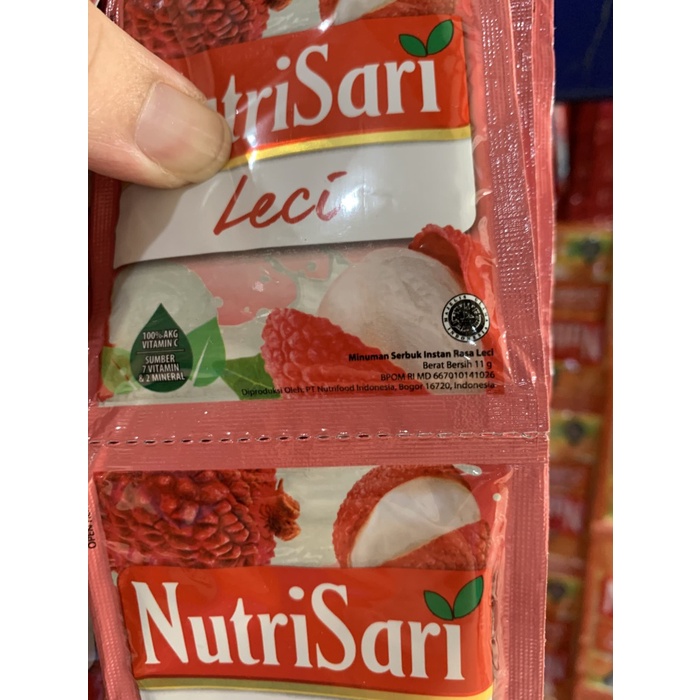 NutriSari
Leci
100% AKG
VITAMIN C
SUMBER
7 VITAMIN
& 2 MINERAL
Minuman Serbuk Instan Rasa Leci
Berat Bersih 11 g
BPOM RI MD 667010141026
Diproduksi Oleh: PT Nutrifood Indonesia, Bogor 16720, Indonesia
NutriSari